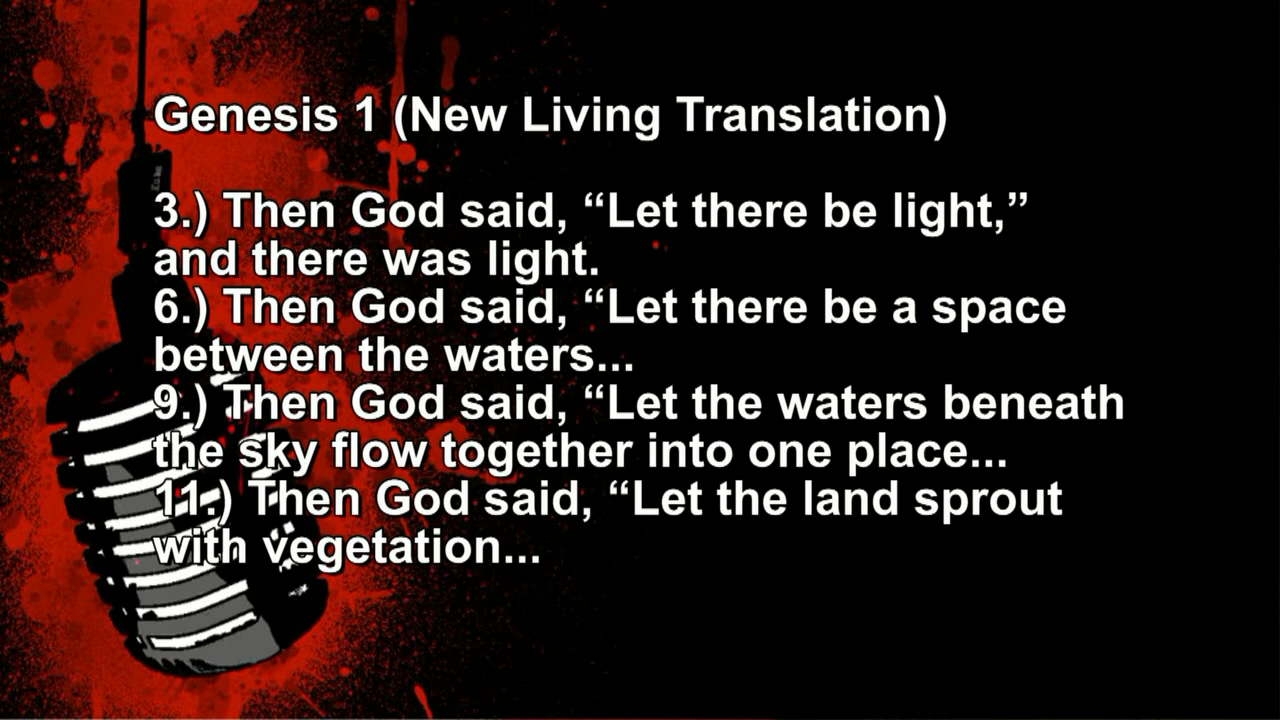 Genesis 1 (New Living Translation)
3.) Then God said, “Let there be light,”
and there was light.
6.) Then God said, “Let there be a space
between the waters...
9.) Then God said, “Let the waters beneath
the sky flow together into one place...
11.) Then God said, “Let the land sprout
with vegetation...